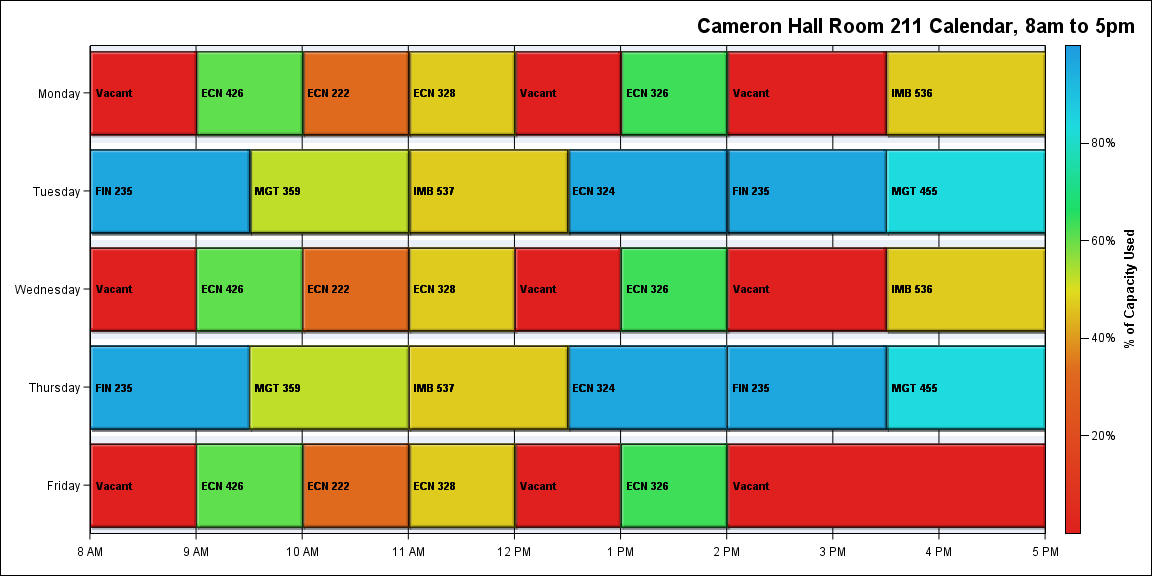 Cameron Hall Room 211 Calendar, 8am to 5pm
Monday
Vacant
ECN 426
ECN 222
ECN 328
Vacant
ECN 326
Vacant
IMB 536
Tuesday
FIN 235
MGT 359
IMB 537
ECN 324
FIN 235
MGT 455
Wednesday
Vacant
ECN 426
ECN 222
ECN 328
Vacant
ECN 326
Vacant
IMB 536
Thursday
FIN 235
MGT 359
IMB 537
ECN 324
FIN 235
MGT 455
Friday
Vacant
ECN 426
ECN 222
ECN 328
Vacant
ECN 326
Vacant
8 AM
9 AM
10 AM
11 AM
12 PM
1 PM
2 PM
3 PM
4 PM
5 PM
80%
60%
40%
20%
% of Capacity Used